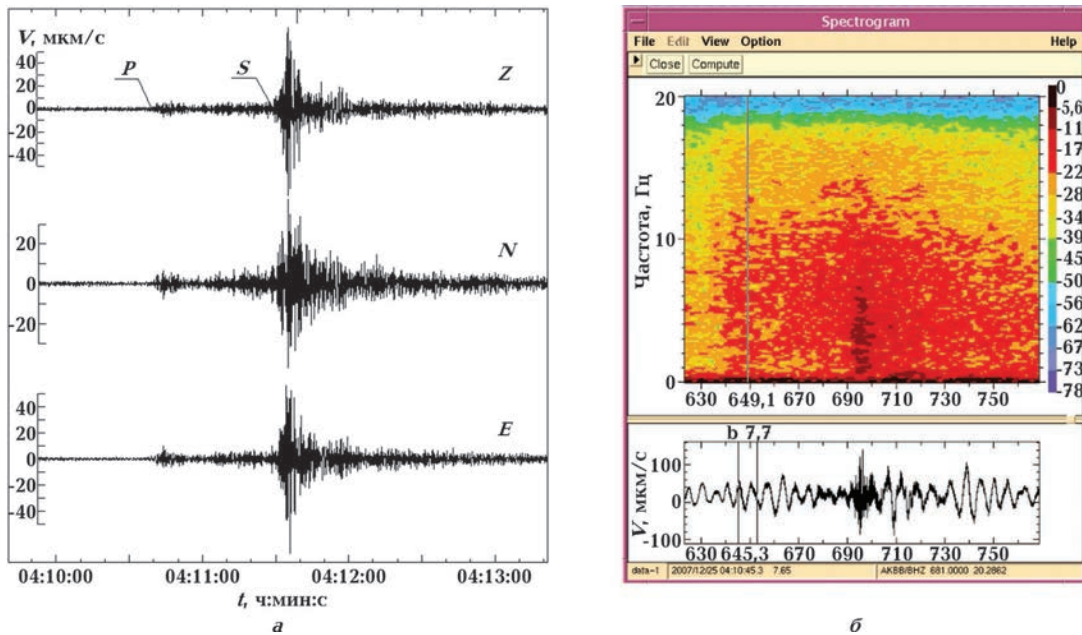 V, мкм/с
40
20
0
-20
-40
P
S
Z
20
0
-20
N
40
20
0
-20
-40
E
04:10:00 04:11:00 04:12:00 04:13:00
t, ч:мин:с
а
Spectrogram
File Edit View Option Help
Close Compute
Частота, Гц
20
10
0
630 649,1 670 690 710 750
0
-5,6
-11
-17
-22
-28
-34
-39
-45
-50
-56
-62
-67
-73
-78
b 7,7
V, мкм/с
100
0
-100
630 645,3 670 690 710 750
data-1 2007/12/25 04:10:45.3 7.65 AKBB/BHZ 681.0000 20.2862
б